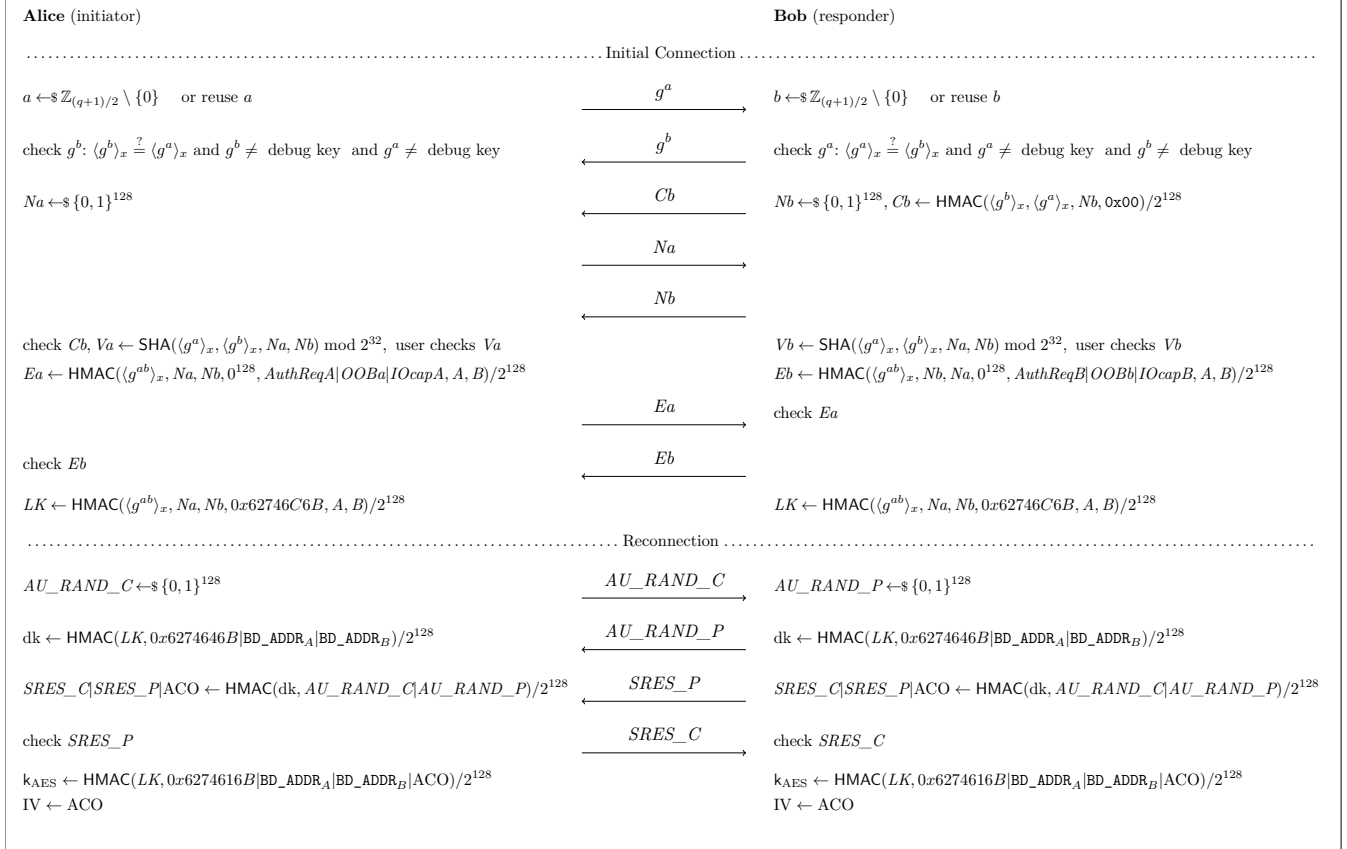 Alice (initiator) Bob (responder)
Initial Connection
a ←$ ℤ_{(q+1)/2} \ {0} or reuse a g^a b ←$ ℤ_{(q+1)/2} \ {0} or reuse b
check g^b: ⟨g^b⟩_x ≟ ⟨g^a⟩_x and g^b ≠ debug key and g^a ≠ debug key g^b check g^a: ⟨g^a⟩_x ≟ ⟨g^b⟩_x and g^a ≠ debug key and g^b ≠ debug key
Na ←$ {0, 1}^{128} Cb Nb ←$ {0, 1}^{128}, Cb ← HMAC(⟨g^b⟩_x, ⟨g^a⟩_x, Nb, 0x00)/2^{128}
Na
Nb
check Cb, Va ← SHA(⟨g^a⟩_x, ⟨g^b⟩_x, Na, Nb) mod 2^{32}, user checks Va Vb ← SHA(⟨g^a⟩_x, ⟨g^b⟩_x, Na, Nb) mod 2^{32}, user checks Vb
Ea ← HMAC(⟨g^{ab}⟩_x, Na, Nb, 0^{128}, AuthReqA|OOBa|IOcapA, A, B)/2^{128} Eb ← HMAC(⟨g^{ab}⟩_x, Nb, Na, 0^{128}, AuthReqB|OOBb|IOcapB, A, B)/2^{128}
Ea check Ea
check Eb Eb
LK ← HMAC(⟨g^{ab}⟩_x, Na, Nb, 0x62746C6B, A, B)/2^{128} LK ← HMAC(⟨g^{ab}⟩_x, Na, Nb, 0x62746C6B, A, B)/2^{128}
Reconnection
AU_RAND_C ←$ {0, 1}^{128} AU_RAND_C AU_RAND_P ←$ {0, 1}^{128}
dk ← HMAC(LK, 0x6274646B|BD_ADDR_A|BD_ADDR_B)/2^{128} AU_RAND_P dk ← HMAC(LK, 0x6274646B|BD_ADDR_A|BD_ADDR_B)/2^{128}
SRES_C|SRES_P|ACO ← HMAC(dk, AU_RAND_C|AU_RAND_P)/2^{128} SRES_P SRES_C|SRES_P|ACO ← HMAC(dk, AU_RAND_C|AU_RAND_P)/2^{128}
check SRES_P SRES_C check SRES_C
k_{AES} ← HMAC(LK, 0x6274616B|BD_ADDR_A|BD_ADDR_B|ACO)/2^{128} k_{AES} ← HMAC(LK, 0x6274616B|BD_ADDR_A|BD_ADDR_B|ACO)/2^{128}
IV ← ACO IV ← ACO